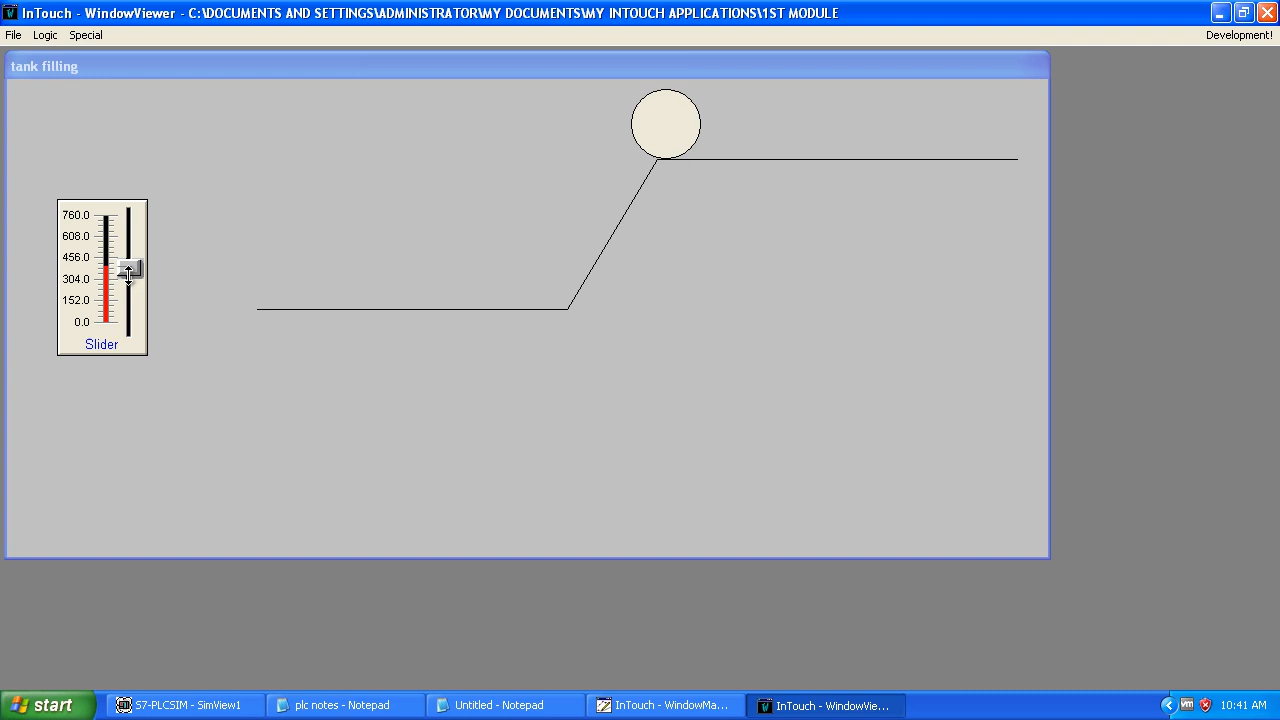 InTouch - WindowViewer - C:\DOCUMENTS AND SETTINGS\ADMINISTRATOR\MY DOCUMENTS\MY INTOUCH APPLICATIONS\1ST MODULE
File Logic Special Development!
tank filling
760.0
608.0
456.0
304.0
152.0
0.0
Slider
start S7-PLCSIM - SimView1 plc notes - Notepad Untitled - Notepad InTouch - WindowMa... InTouch - WindowVie... 10:41 AM